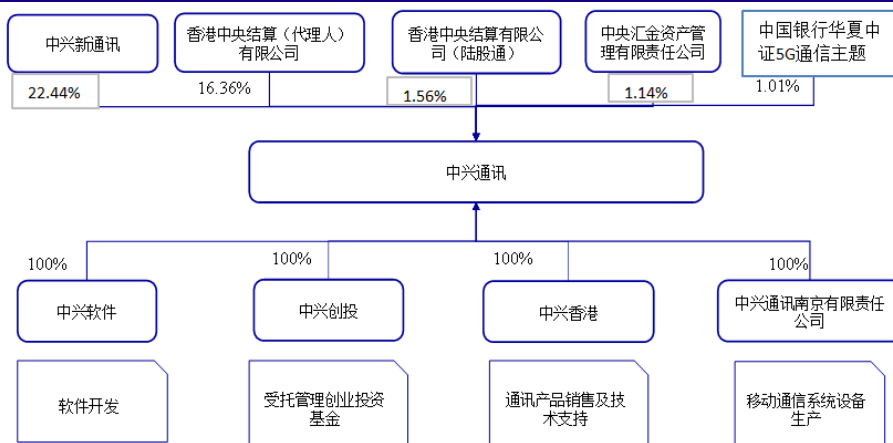 中兴新通讯
香港中央结算（代理人）
有限公司
香港中央结算有限公
司（陆股通）
中央汇金资产管
理有限责任公司
中国银行华夏中
证5G通信主题
22.44%
16.36%
1.56%
1.14%
1.01%
中兴通讯
100%
100%
100%
100%
中兴软件
中兴创投
中兴香港
中兴通讯南京有限责任
公司
软件开发
受托管理创业投资
基金
通讯产品销售及技
术支持
移动通信系统设备
生产